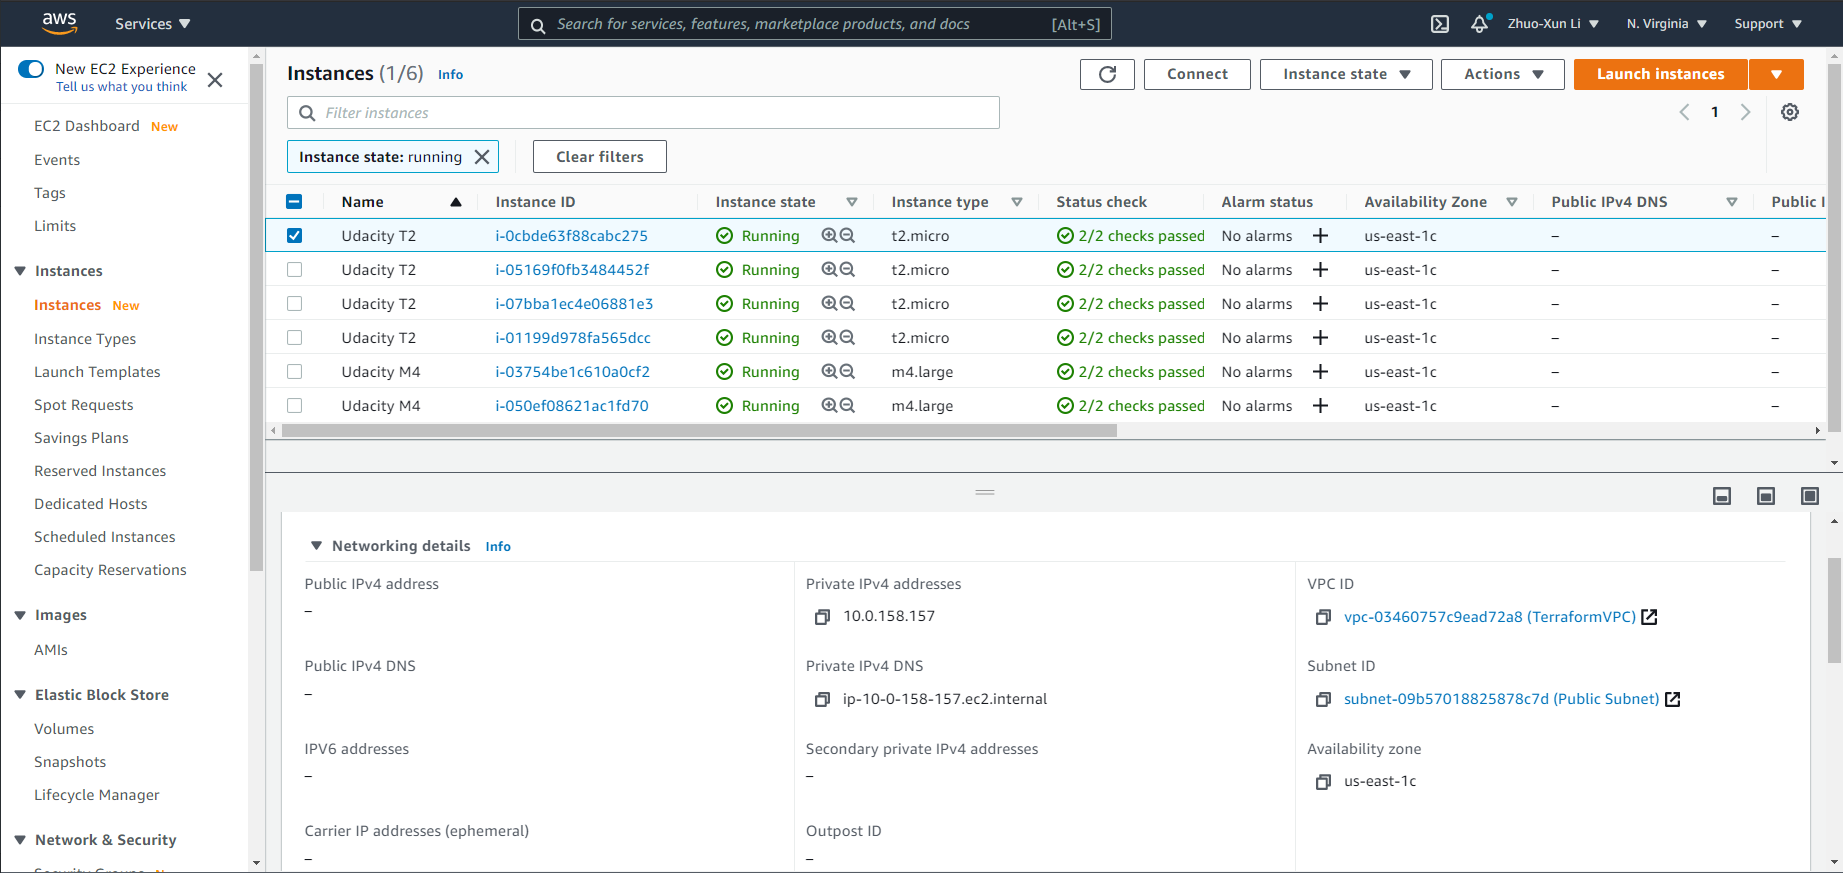 aws Services Search for services, features, marketplace products, and docs [Alt+S] Zhuo-Xun Li N. Virginia Support
New EC2 Experience
Tell us what you think
EC2 Dashboard New
Events
Tags
Limits
Instances
Instances New
Instance Types
Launch Templates
Spot Requests
Savings Plans
Reserved Instances
Dedicated Hosts
Scheduled Instances
Capacity Reservations
Images
AMIs
Elastic Block Store
Volumes
Snapshots
Lifecycle Manager
Network & Security
Instances (1/6) Info Connect Instance state Actions Launch instances
Filter instances 1
Instance state: running Clear filters
Name Instance ID Instance state Instance type Status check Alarm status Availability Zone Public IPv4 DNS Public I
Udacity T2 i-0cbde63f88cabc275 Running t2.micro 2/2 checks passed No alarms + us-east-1c – –
Udacity T2 i-05169f0fb3484452f Running t2.micro 2/2 checks passed No alarms + us-east-1c – –
Udacity T2 i-07bba1ec4e06881e3 Running t2.micro 2/2 checks passed No alarms + us-east-1c – –
Udacity T2 i-01199d978fa565dcc Running t2.micro 2/2 checks passed No alarms + us-east-1c – –
Udacity M4 i-03754be1c610a0cf2 Running m4.large 2/2 checks passed No alarms + us-east-1c – –
Udacity M4 i-050ef08621ac1fd70 Running m4.large 2/2 checks passed No alarms + us-east-1c – –
Networking details Info
Public IPv4 address
–
Private IPv4 addresses
10.0.158.157
VPC ID
vpc-03460757c9ead72a8 (TerraformVPC)
Public IPv4 DNS
–
Private IPv4 DNS
ip-10-0-158-157.ec2.internal
Subnet ID
subnet-09b57018825878c7d (Public Subnet)
IPV6 addresses
–
Secondary private IPv4 addresses
–
Availability zone
us-east-1c
Carrier IP addresses (ephemeral)
–
Outpost ID
–